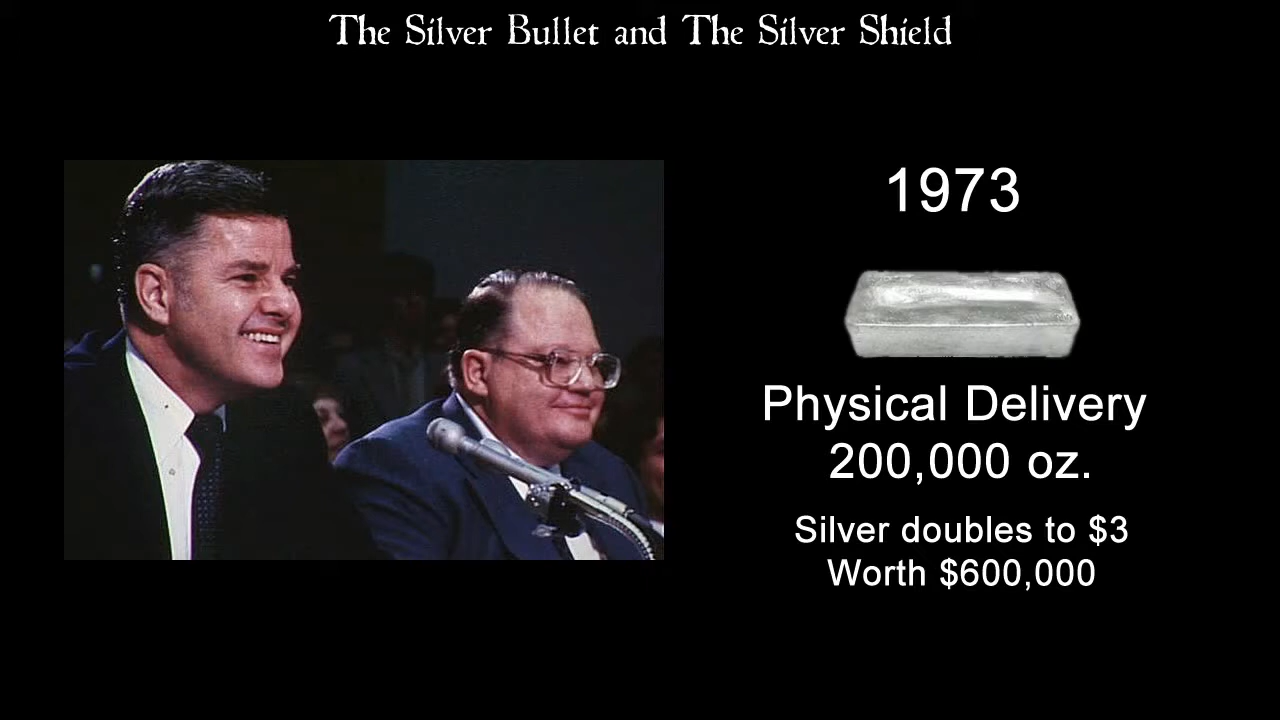 The Silver Bullet and The Silver Shield
1973
Physical Delivery
200,000 oz.
Silver doubles to $3
Worth $600,000